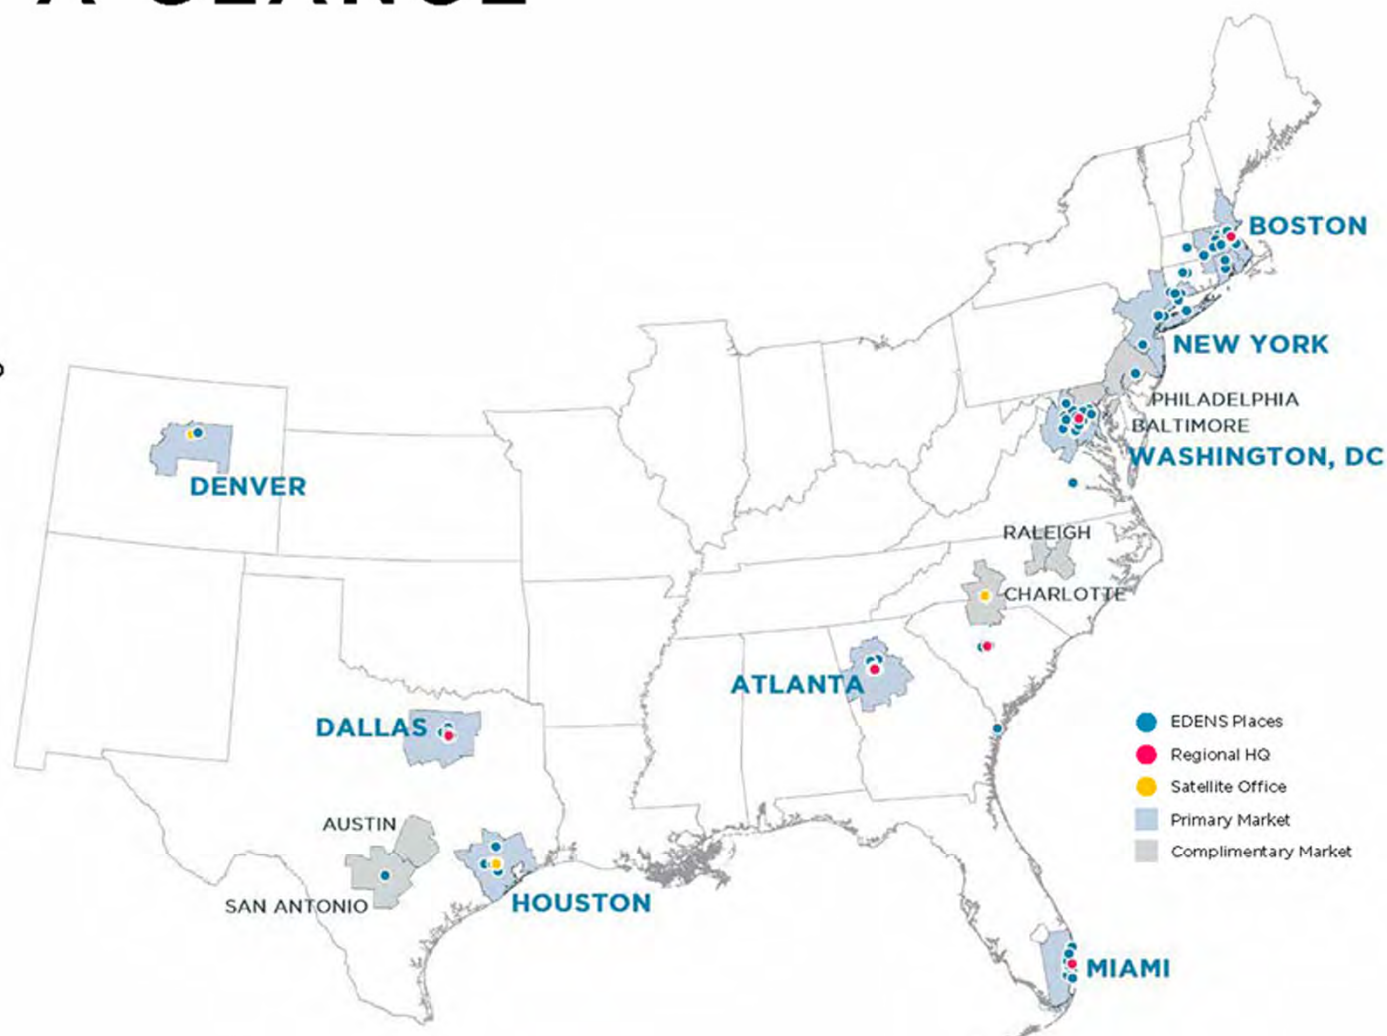 A GLANCE
BOSTON
NEW YORK
PHILADELPHIA
BALTIMORE
WASHINGTON, DC
DENVER
RALEIGH
CHARLOTTE
ATLANTA
DALLAS
AUSTIN
SAN ANTONIO
HOUSTON
MIAMI
EDENS Places
Regional HQ
Satellite Office
Primary Market
Complimentary Market